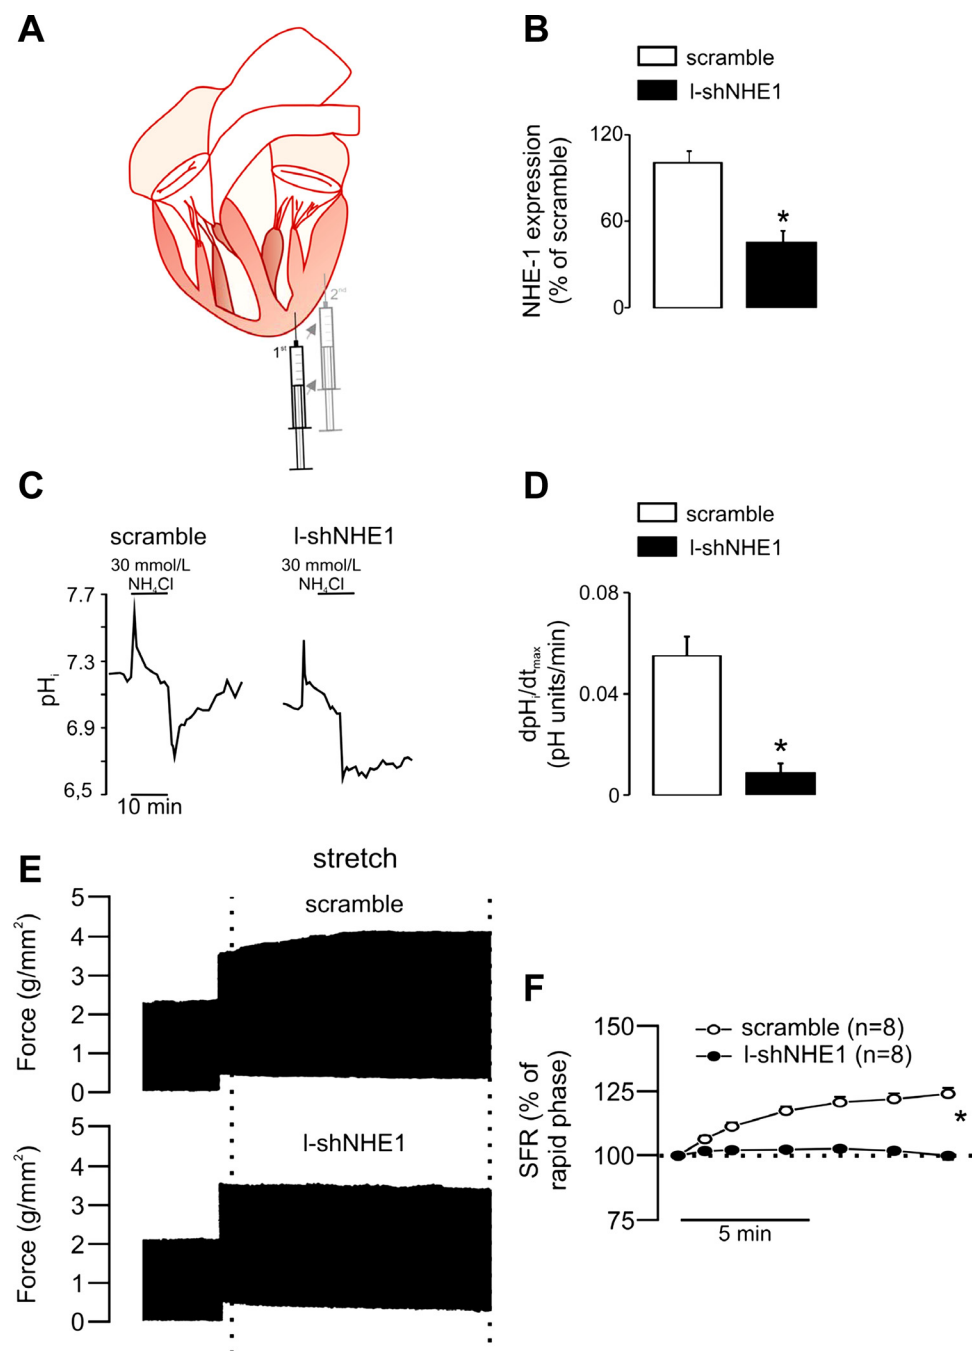 A
1st
2nd
B
scramble
l-shNHE1
NHE-1 expression
(% of scramble)
120
60
0
*
C
scramble
l-shNHE1
30 mmol/L
NH4Cl
30 mmol/L
NH4Cl
pHi
7.7
7.3
6.9
6,5
10 min
D
scramble
l-shNHE1
dpHi/dtmax
(pH units/min)
0.08
0.04
0
*
E
stretch
scramble
Force (g/mm2)
5
4
3
2
1
0
l-shNHE1
Force (g/mm2)
5
4
3
2
1
0
F
scramble (n=8)
l-shNHE1 (n=8)
SFR (% of
rapid phase)
150
125
100
75
*
5 min